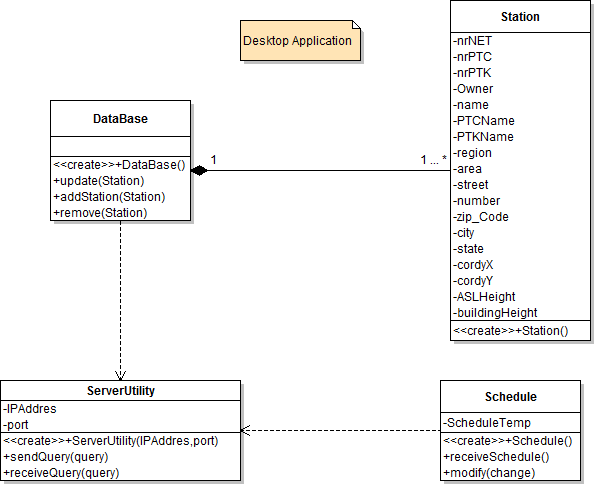 Desktop Application
Station
-nrNET
-nrPTC
-nrPTK
-Owner
-name
-PTCName
-PTKName
-region
-area
-street
-number
-zip_Code
-city
-state
-cordyX
-cordyY
-ASLHeight
-buildingHeight
<<create>>+Station()
DataBase
<<create>>+DataBase()
+update(Station)
+addStation(Station)
+remove(Station)
1
1 ... *
ServerUtility
-IPAddres
-port
<<create>>+ServerUtility(IPAddres,port)
+sendQuery(query)
+receiveQuery(query)
Schedule
-ScheduleTemp
<<create>>+Schedule()
+receiveSchedule()
+modify(change)